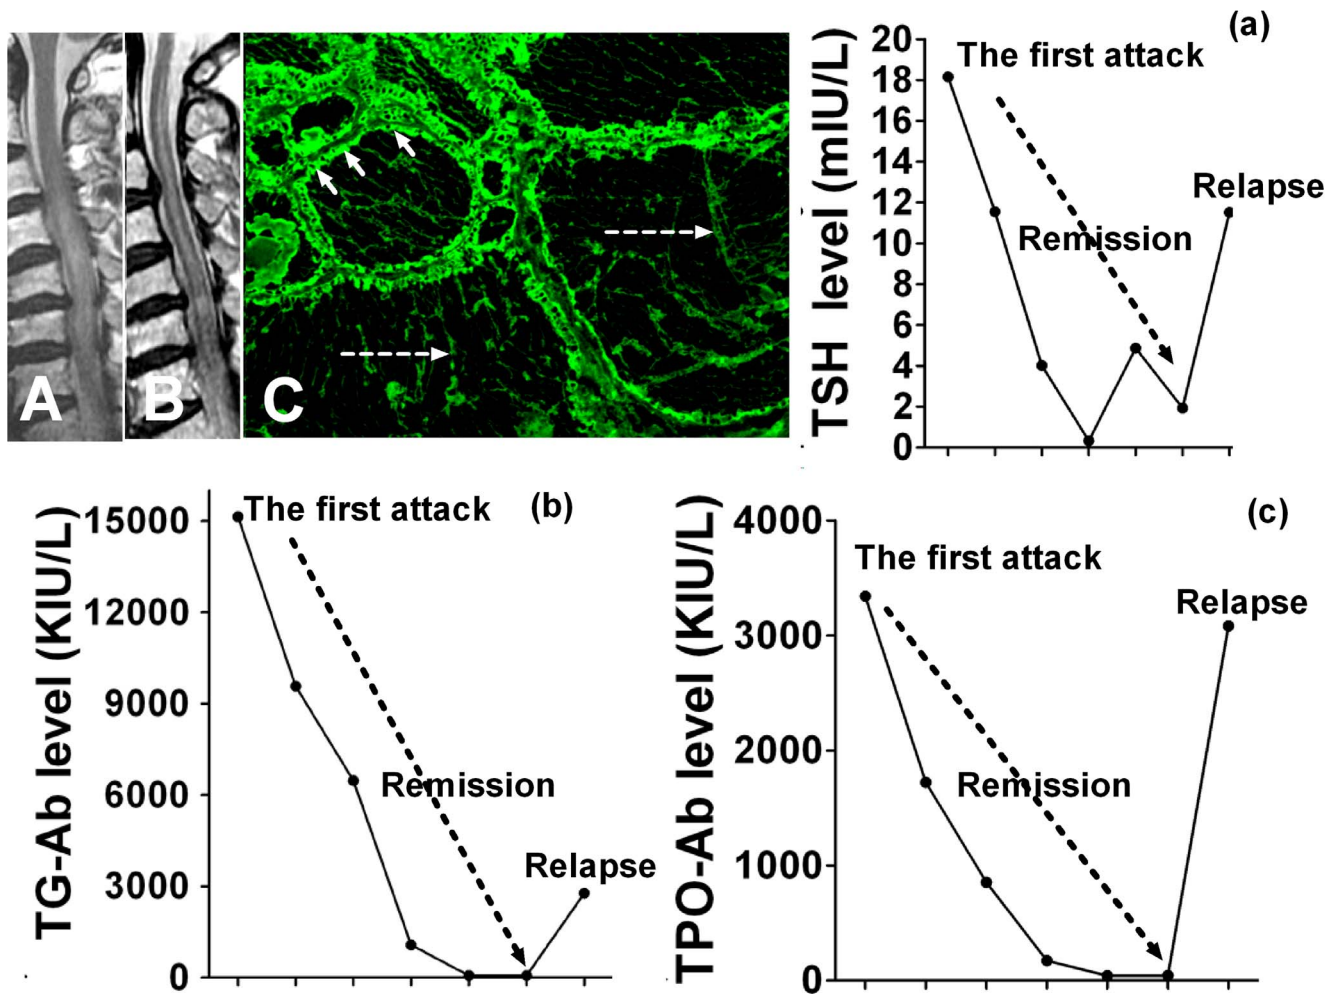 A
B
C
(a)
TSH level (mIU/L)
20
18
16
14
12
10
8
6
4
2
0
The first attack
Remission
Relapse
(b)
TG-Ab level (KIU/L)
15000
12000
9000
6000
3000
0
The first attack
Remission
Relapse
(c)
TPO-Ab level (KIU/L)
4000
3000
2000
1000
0
The first attack
Remission
Relapse